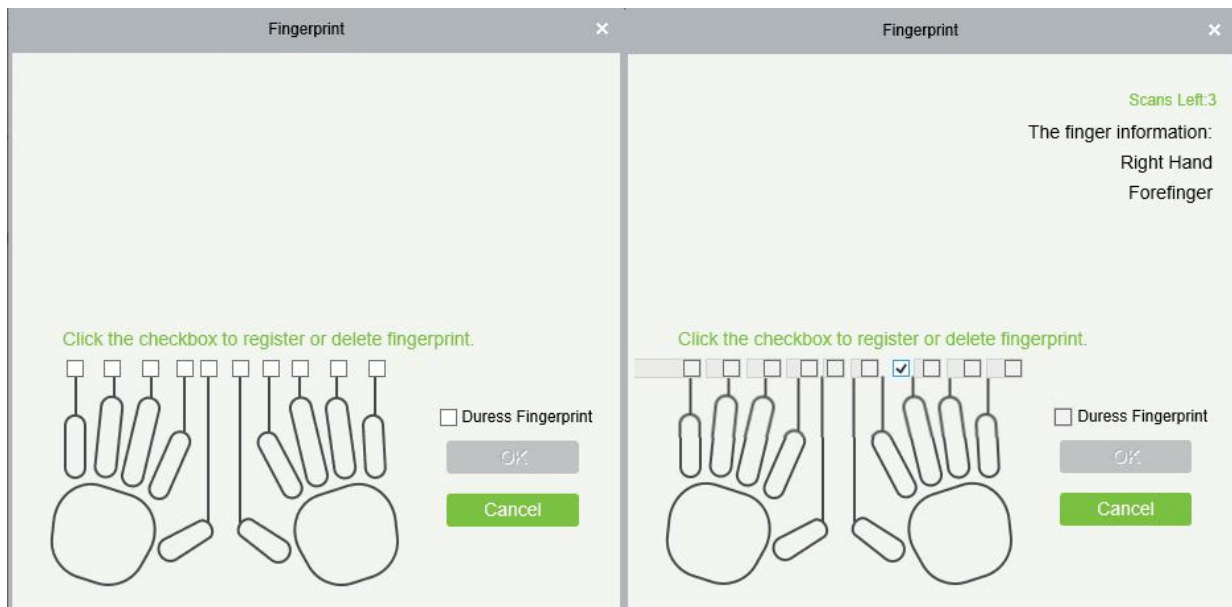 Fingerprint
Click the checkbox to register or delete fingerprint.
Duress Fingerprint
OK
Cancel
Fingerprint
Scans Left:3
The finger information:
Right Hand
Forefinger
Click the checkbox to register or delete fingerprint.
Duress Fingerprint
OK
Cancel